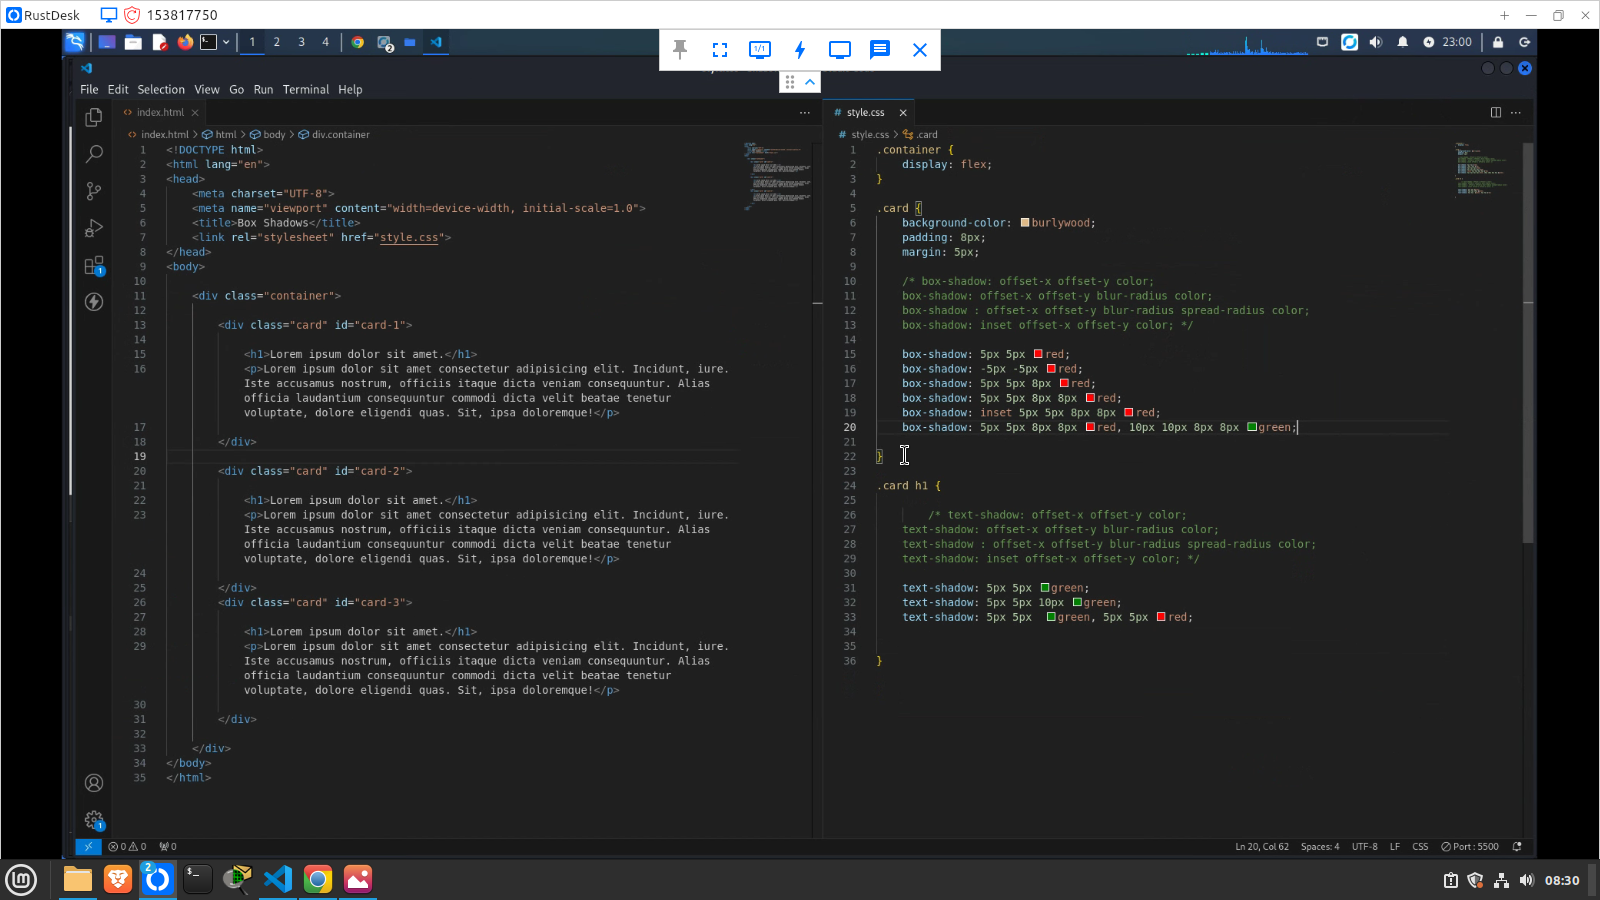 RustDesk 153817750
1 2 3 4 2 1/1 23:00
File Edit Selection View Go Run Terminal Help
index.html
index.html > html > body > div.container
1 <!DOCTYPE html>
2 <html lang="en">
3 <head>
4 <meta charset="UTF-8">
5 <meta name="viewport" content="width=device-width, initial-scale=1.0">
6 <title>Box Shadows</title>
7 <link rel="stylesheet" href="style.css">
8 </head>
9 <body>
10
11 <div class="container">
12
13 <div class="card" id="card-1">
14
15 <h1>Lorem ipsum dolor sit amet.</h1>
16 <p>Lorem ipsum dolor sit amet consectetur adipisicing elit. Incidunt, iure.
Iste accusamus nostrum, officiis itaque dicta veniam consequuntur. Alias
officia laudantium consequuntur commodi dicta velit beatae tenetur
voluptate, dolore eligendi quas. Sit, ipsa doloremque!</p>
17
18 </div>
19
20 <div class="card" id="card-2">
21
22 <h1>Lorem ipsum dolor sit amet.</h1>
23 <p>Lorem ipsum dolor sit amet consectetur adipisicing elit. Incidunt, iure.
Iste accusamus nostrum, officiis itaque dicta veniam consequuntur. Alias
officia laudantium consequuntur commodi dicta velit beatae tenetur
voluptate, dolore eligendi quas. Sit, ipsa doloremque!</p>
24
25 </div>
26 <div class="card" id="card-3">
27
28 <h1>Lorem ipsum dolor sit amet.</h1>
29 <p>Lorem ipsum dolor sit amet consectetur adipisicing elit. Incidunt, iure.
Iste accusamus nostrum, officiis itaque dicta veniam consequuntur. Alias
officia laudantium consequuntur commodi dicta velit beatae tenetur
voluptate, dolore eligendi quas. Sit, ipsa doloremque!</p>
30
31 </div>
32
33 </div>
34 </body>
35 </html>
# style.css
# style.css > .card
1 .container {
2 display: flex;
3 }
4
5 .card {
6 background-color: burlywood;
7 padding: 8px;
8 margin: 5px;
9
10 /* box-shadow: offset-x offset-y color;
11 box-shadow: offset-x offset-y blur-radius color;
12 box-shadow : offset-x offset-y blur-radius spread-radius color;
13 box-shadow: inset offset-x offset-y color; */
14
15 box-shadow: 5px 5px red;
16 box-shadow: -5px -5px red;
17 box-shadow: 5px 5px 8px red;
18 box-shadow: 5px 5px 8px 8px red;
19 box-shadow: inset 5px 5px 8px 8px red;
20 box-shadow: 5px 5px 8px 8px red, 10px 10px 8px 8px green;
21
22 }
23
24 .card h1 {
25
26 /* text-shadow: offset-x offset-y color;
27 text-shadow: offset-x offset-y blur-radius color;
28 text-shadow : offset-x offset-y blur-radius spread-radius color;
29 text-shadow: inset offset-x offset-y color; */
30
31 text-shadow: 5px 5px green;
32 text-shadow: 5px 5px 10px green;
33 text-shadow: 5px 5px  green, 5px 5px red;
34
35
36 }
1
1
0 0 0 Ln 20, Col 62 Spaces: 4 UTF-8 LF CSS Port : 5500
2 08:30